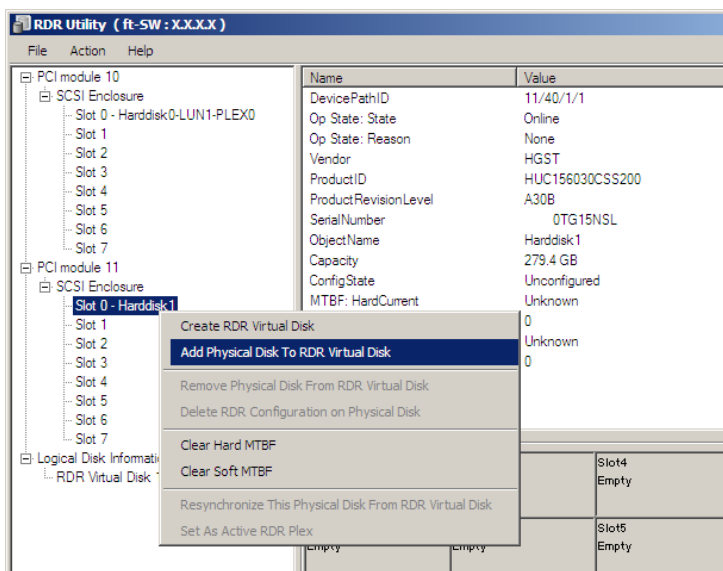 RDR Utility ( ft-SW : X.X.X.X )
File Action Help
PCI module 10
SCSI Enclosure
Slot 0 - Harddisk0-LUN1-PLEX0
Slot 1
Slot 2
Slot 3
Slot 4
Slot 5
Slot 6
Slot 7
PCI module 11
SCSI Enclosure
Slot 0 - Harddisk1
Slot 1
Slot 2
Slot 3
Slot 4
Slot 5
Slot 6
Slot 7
Logical Disk Informati
RDR Virtual Disk
Name Value
DevicePathID 11/40/1/1
Op State: State Online
Op State: Reason None
Vendor HGST
ProductID HUC156030CSS200
ProductRevisionLevel A30B
SerialNumber 0TG15NSL
ObjectName Harddisk1
Capacity 279.4 GB
ConfigState Unconfigured
MTBF: HardCurrent Unknown
0
Unknown
0
Create RDR Virtual Disk
Add Physical Disk To RDR Virtual Disk
Remove Physical Disk From RDR Virtual Disk
Delete RDR Configuration on Physical Disk
Clear Hard MTBF
Clear Soft MTBF
Resynchronize This Physical Disk From RDR Virtual Disk
Set As Active RDR Plex
Slot4
Empty
Slot5
Empty Empty Empty